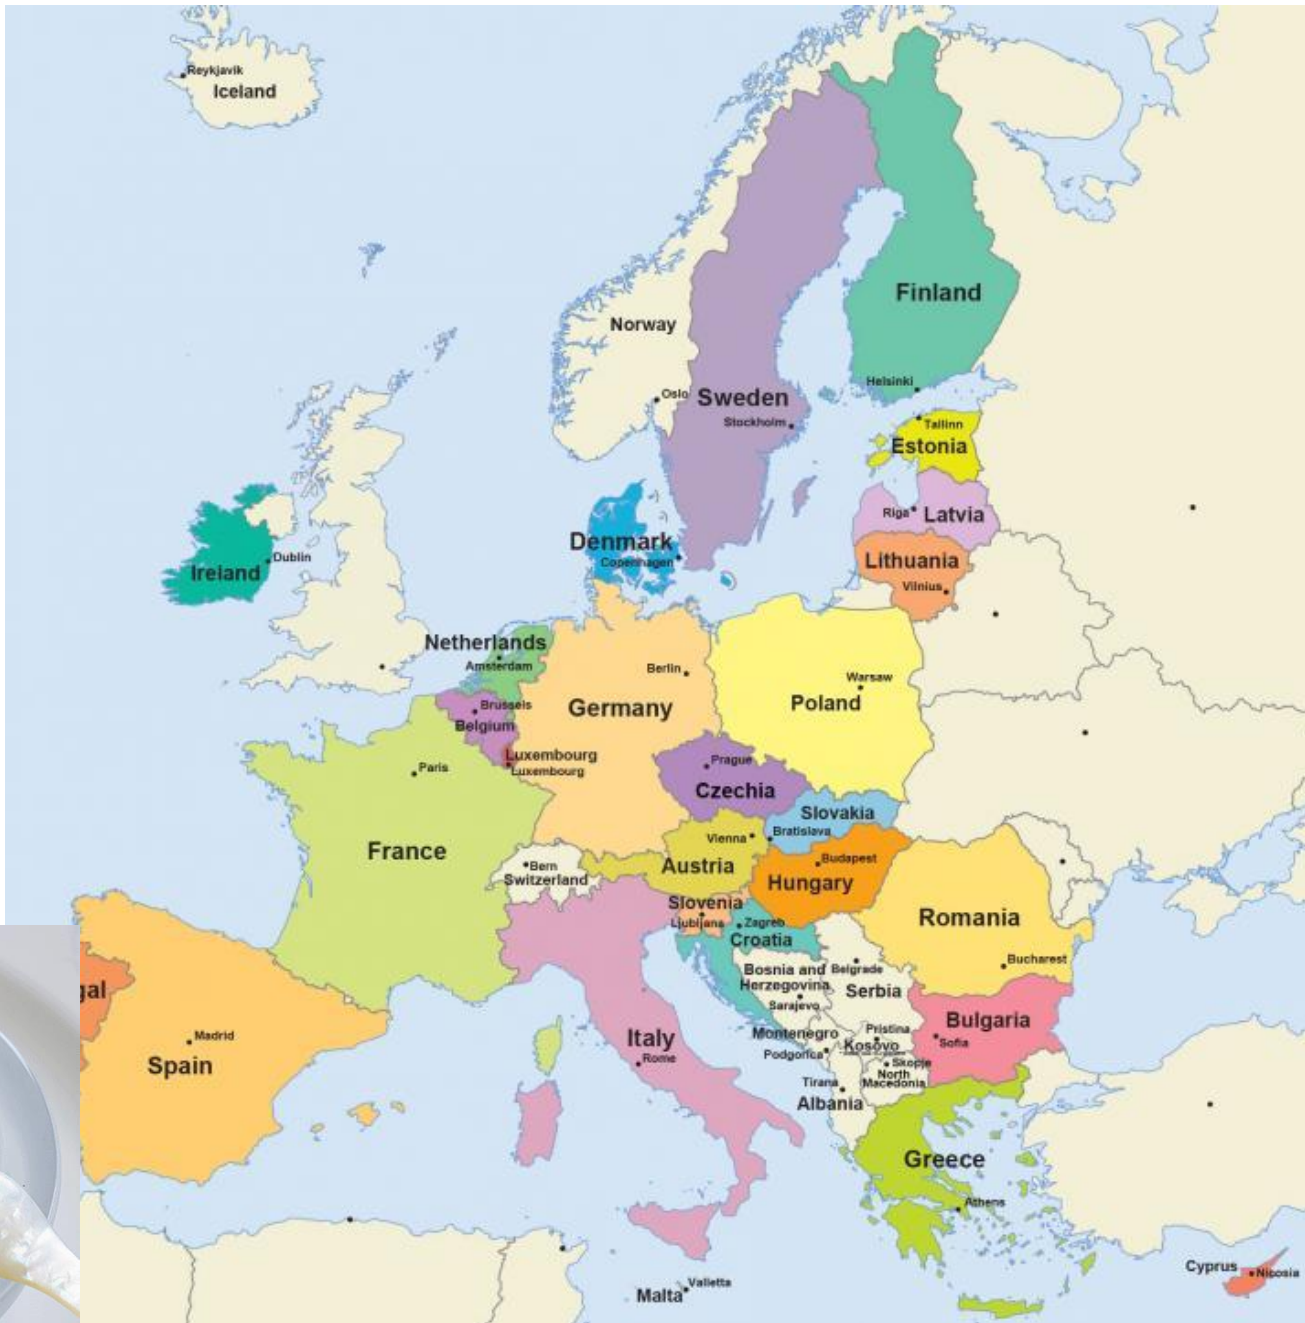 Reykjavik
Iceland
Finland
Norway
Helsinki
Oslo
Sweden
Stockholm
Tallinn
Estonia
Riga
Latvia
Denmark
Copenhagen
Dublin
Ireland
Lithuania
Vilnius
Netherlands
Amsterdam
Berlin
Warsaw
Poland
Germany
Brussels
Belgium
Luxembourg
Luxembourg
Paris
Prague
Czechia
Slovakia
Bratislava
Vienna
France
Bern
Switzerland
Austria
Budapest
Hungary
Slovenia
Ljubljana
Zagreb
Croatia
Romania
Bucharest
Bosnia and
Herzegovina
Sarajevo
Belgrade
Serbia
gal
Madrid
Spain
Italy
Rome
Montenegro
Podgorica
Pristina
Kosovo
Bulgaria
Sofia
Skopje
North
Macedonia
Tirana
Albania
Greece
Athens
Cyprus
Nicosia
Malta
Valletta